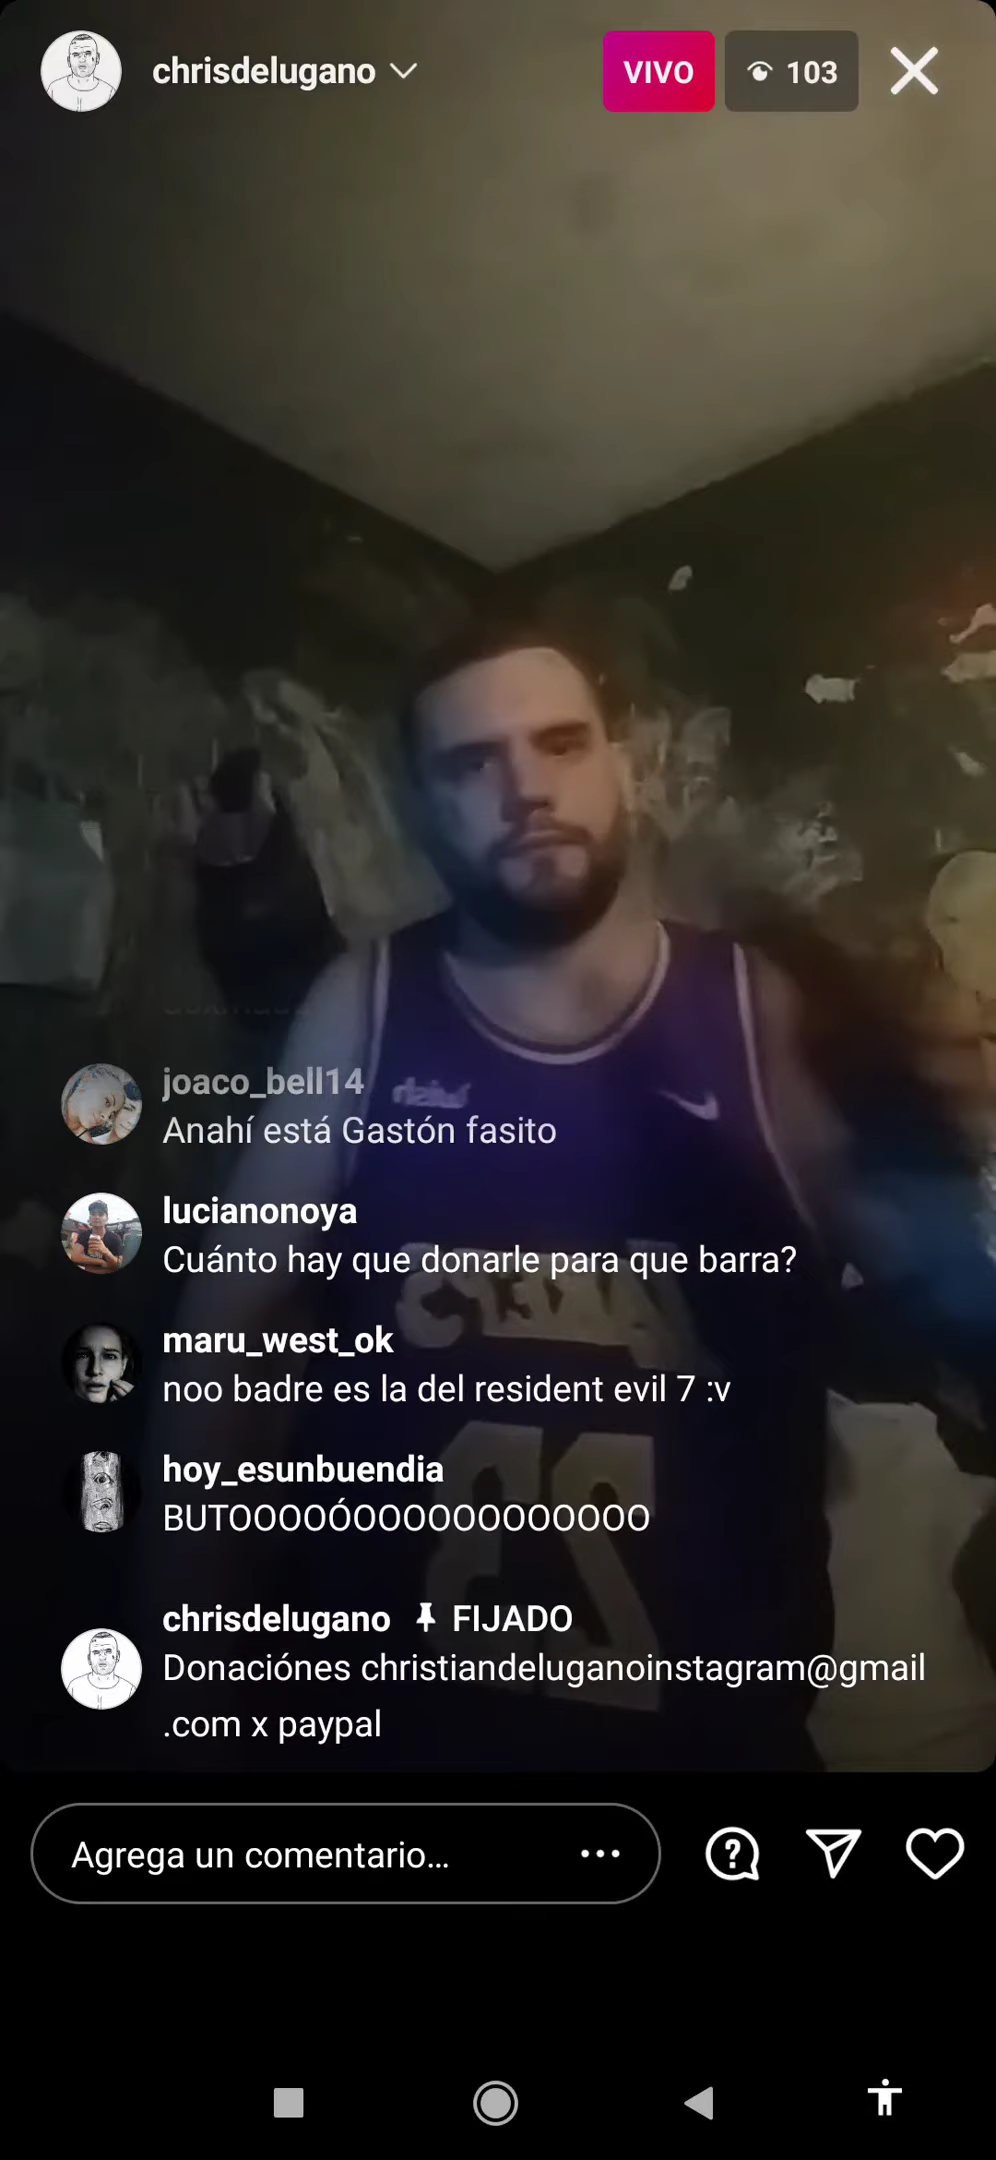 chrisdelugano
VIVO
103
joaco_bell14
Anahí está Gastón fasito
lucianonoya
Cuánto hay que donarle para que barra?
maru_west_ok
noo badre es la del resident evil 7 :v
hoy_esunbuendia
BUTOOOOÓOOOOOOOOOOOOO
chrisdelugano FIJADO
Donaciónes christiandeluganoinstagram@gmail
.com x paypal
Agrega un comentario...